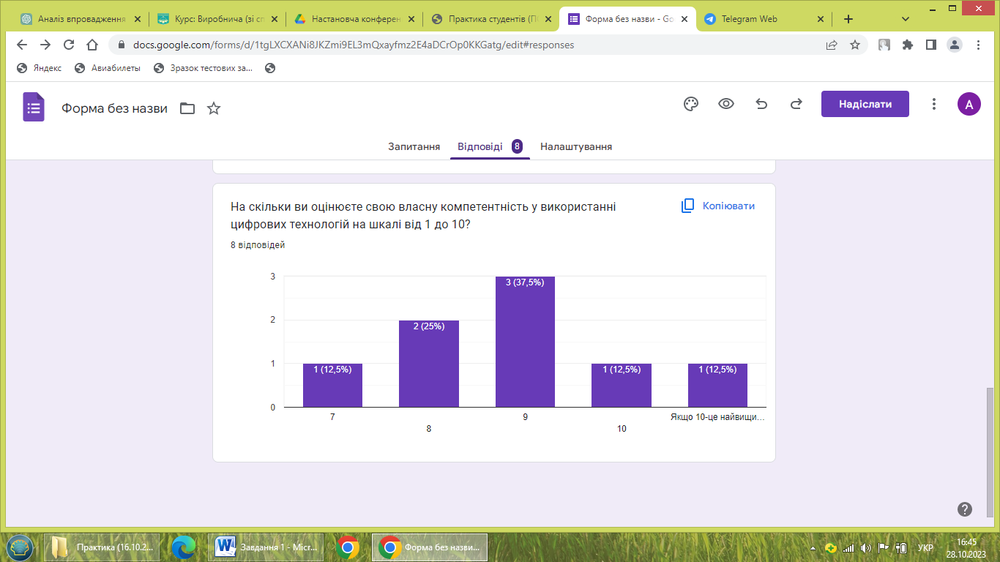 Аналіз впровадження
Курс: Виробнича (зі сп
Настановча конферен
Практика студентів (ПО
Форма без назви - Go
Telegram Web
docs.google.com/forms/d/1tgLXCXANi8JKZmi9EL3mQxayfmz2E4aDCrOp0KKGatg/edit#responses
Яндекс
Авиабилеты
Зразок тестових за...
Форма без назви
Надіслати
А
Запитання
Відповіді 8
Налаштування
На скільки ви оцінюєте свою власну компетентність у використанні
цифрових технологій на шкалі від 1 до 10?
Копіювати
8 відповідей
3
2
1
0
1 (12,5%)
2 (25%)
3 (37,5%)
1 (12,5%)
1 (12,5%)
7
8
9
10
Якщо 10-це найвищи…
Практика (16.10.2...
Завдання 1 - Micr...
Форма без назви...
УКР
16:45
28.10.2023